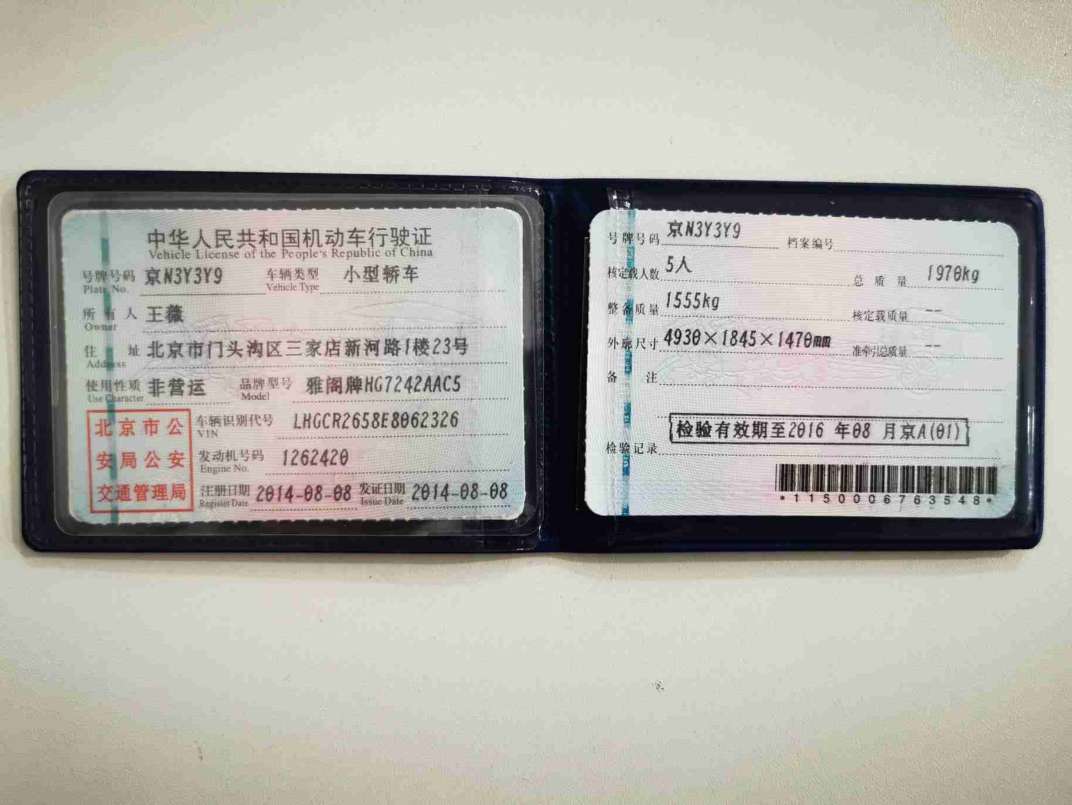 中华人民共和国机动车行驶证
Vehicle License of the People's Republic of China
号牌号码 京N3Y3Y9 车辆类型 小型轿车
Plate No. Vehicle Type
所有人 王薇
Owner
住址 北京市门头沟区三家店新河路1楼23号
Address
使用性质 非营运 品牌型号 雅阁牌HG7242AAC5
Use Character Model
北京市公安局公安交通管理局
车辆识别代号 LHGCR2658E8062326
VIN
发动机号码 1262420
Engine No.
注册日期 2014-08-08 发证日期 2014-08-08
Register Date Issue Date
号牌号码 京N3Y3Y9 档案编号
核定载人数 5人 总质量 1970kg
整备质量 1555kg 核定载质量 --
外廓尺寸 4930×1845×1470mm 准牵引总质量 --
备注
检验有效期至2016 年08 月京A(01)
检验记录
*1150006763548*